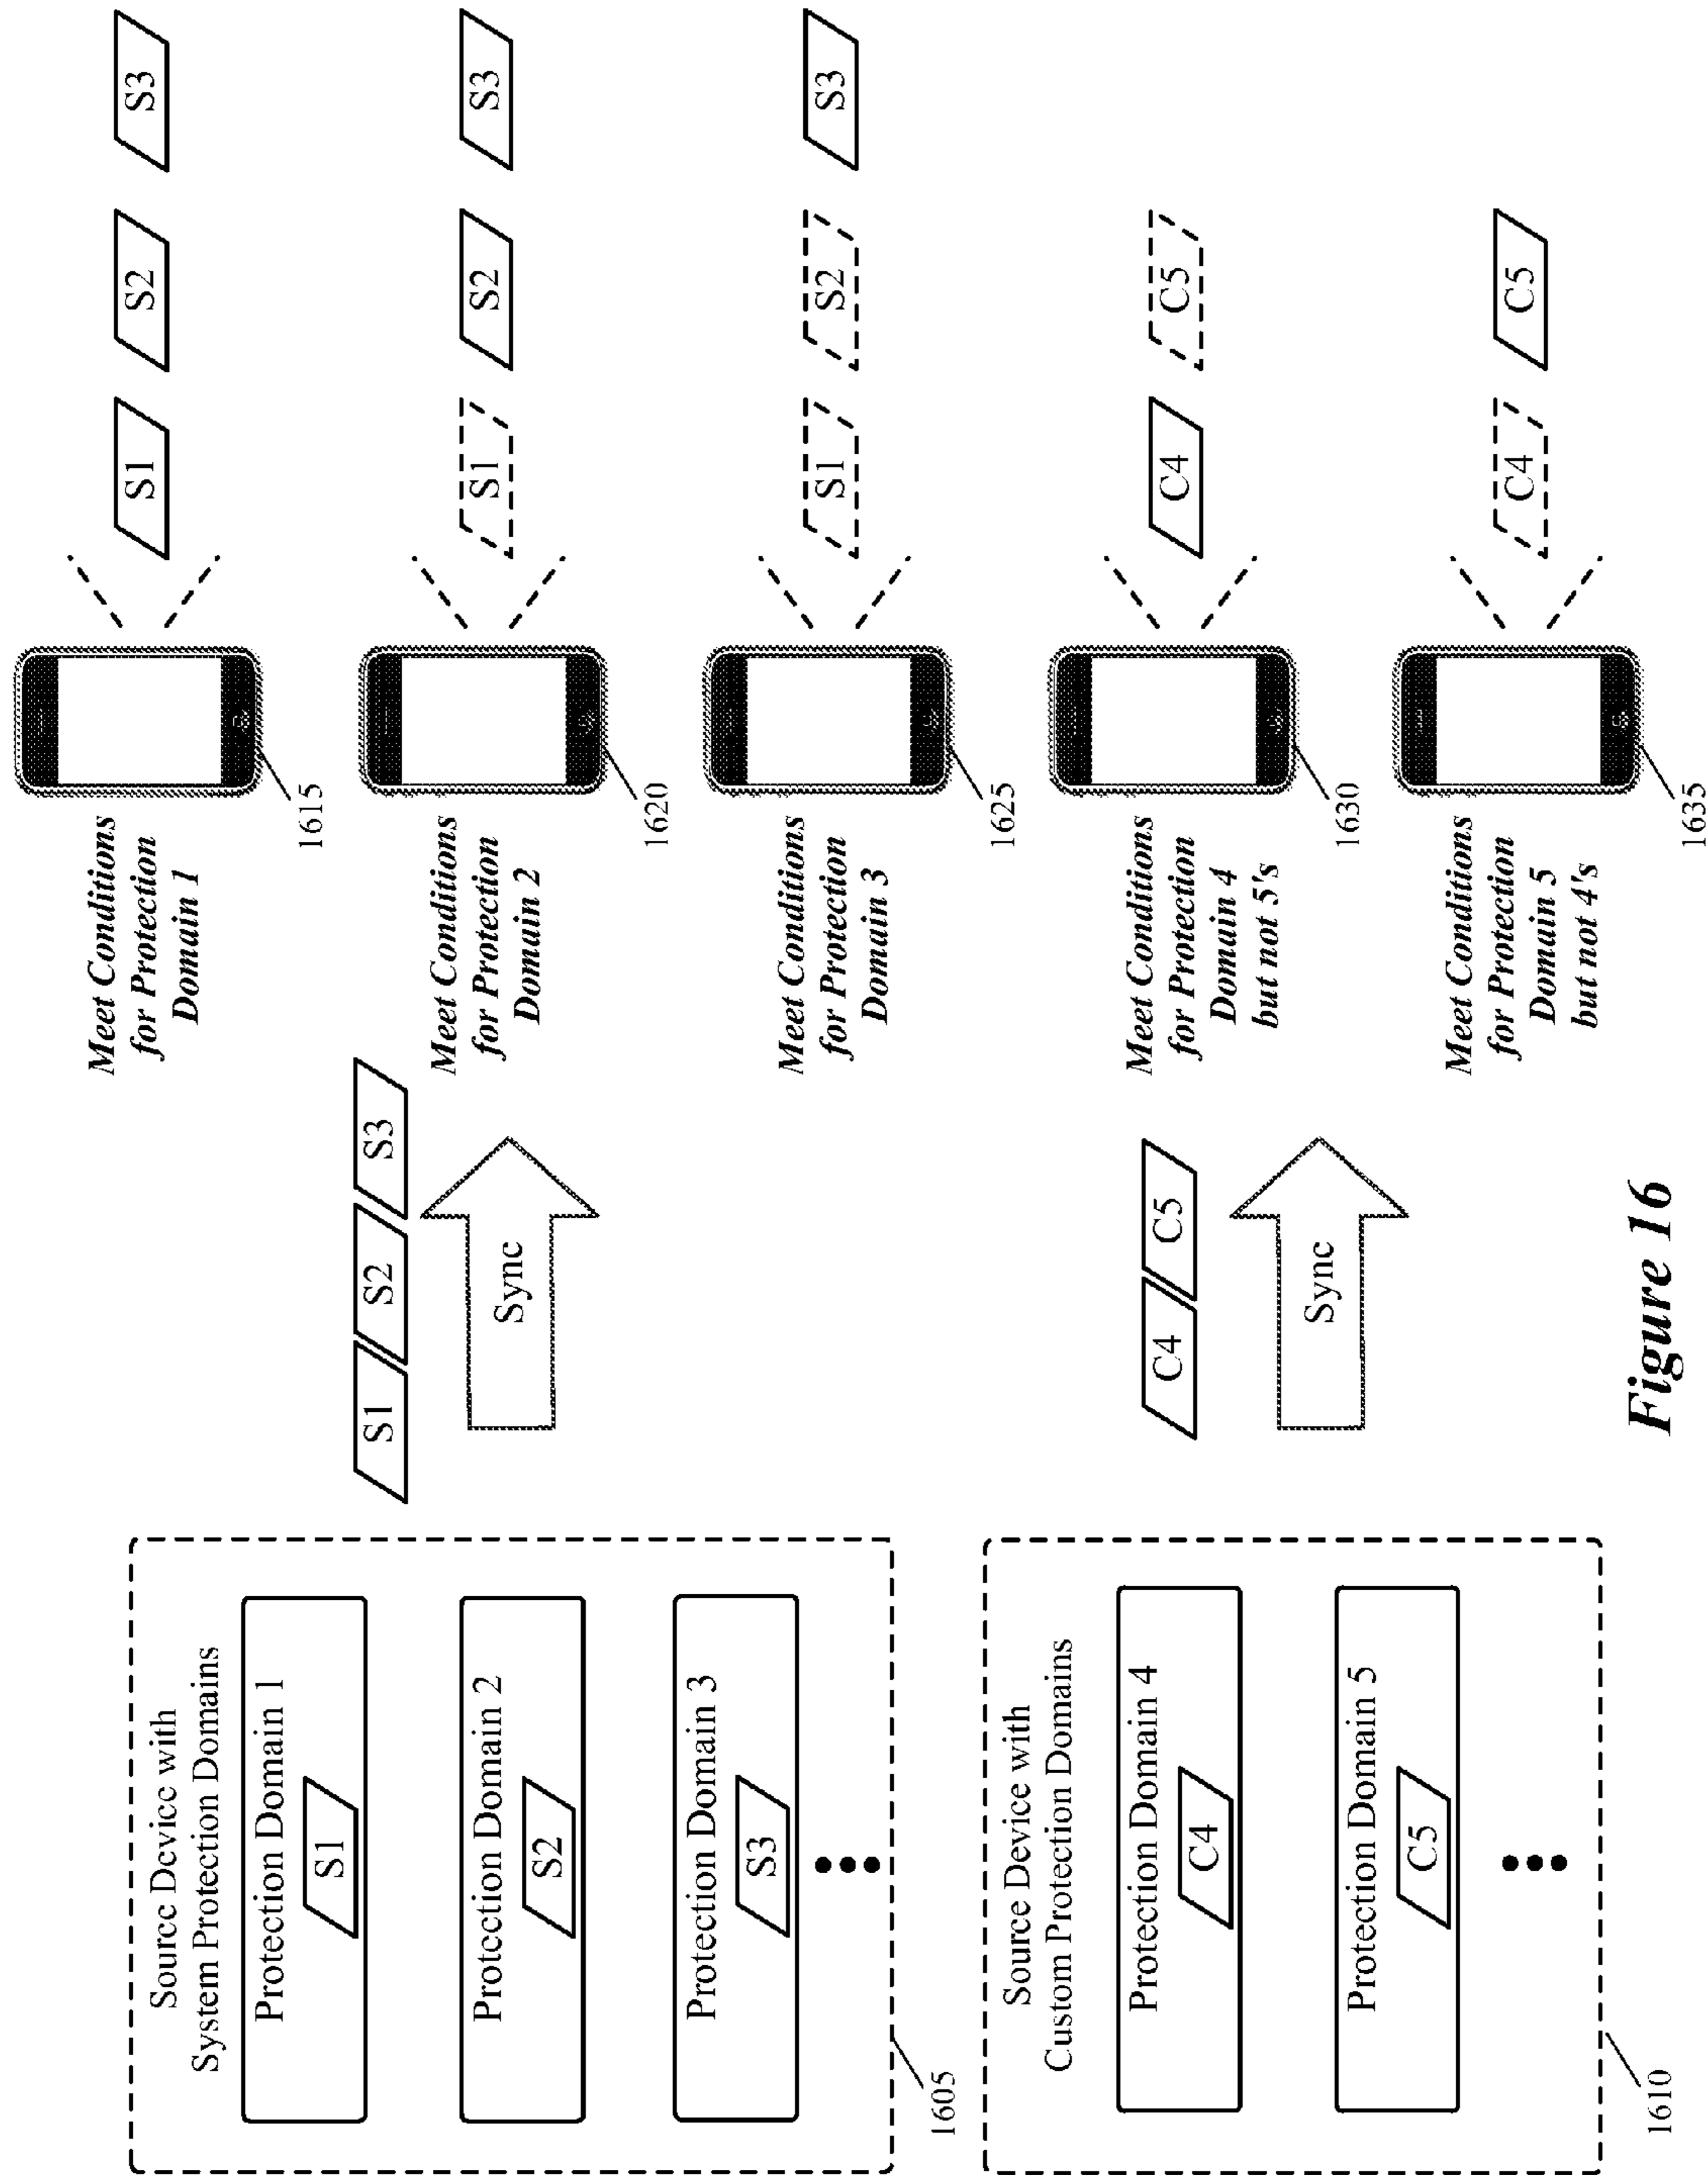 Source Device with
System Protection Domains
Protection Domain 1
S1
Protection Domain 2
S2
Protection Domain 3
S3
1605
Source Device with
Custom Protection Domains
Protection Domain 4
C4
Protection Domain 5
C5
1610
S1 S2 S3
Sync
C4 C5
Sync
Meet Conditions
for Protection
Domain 1
1615
S1 S2 S3
Meet Conditions
for Protection
Domain 2
1620
S1 S2 S3
Meet Conditions
for Protection
Domain 3
1625
S1 S2 S3
Meet Conditions
for Protection
Domain 4
but not 5's
1630
C4 C5
Meet Conditions
for Protection
Domain 5
but not 4's
1635
C4 C5
Figure 16